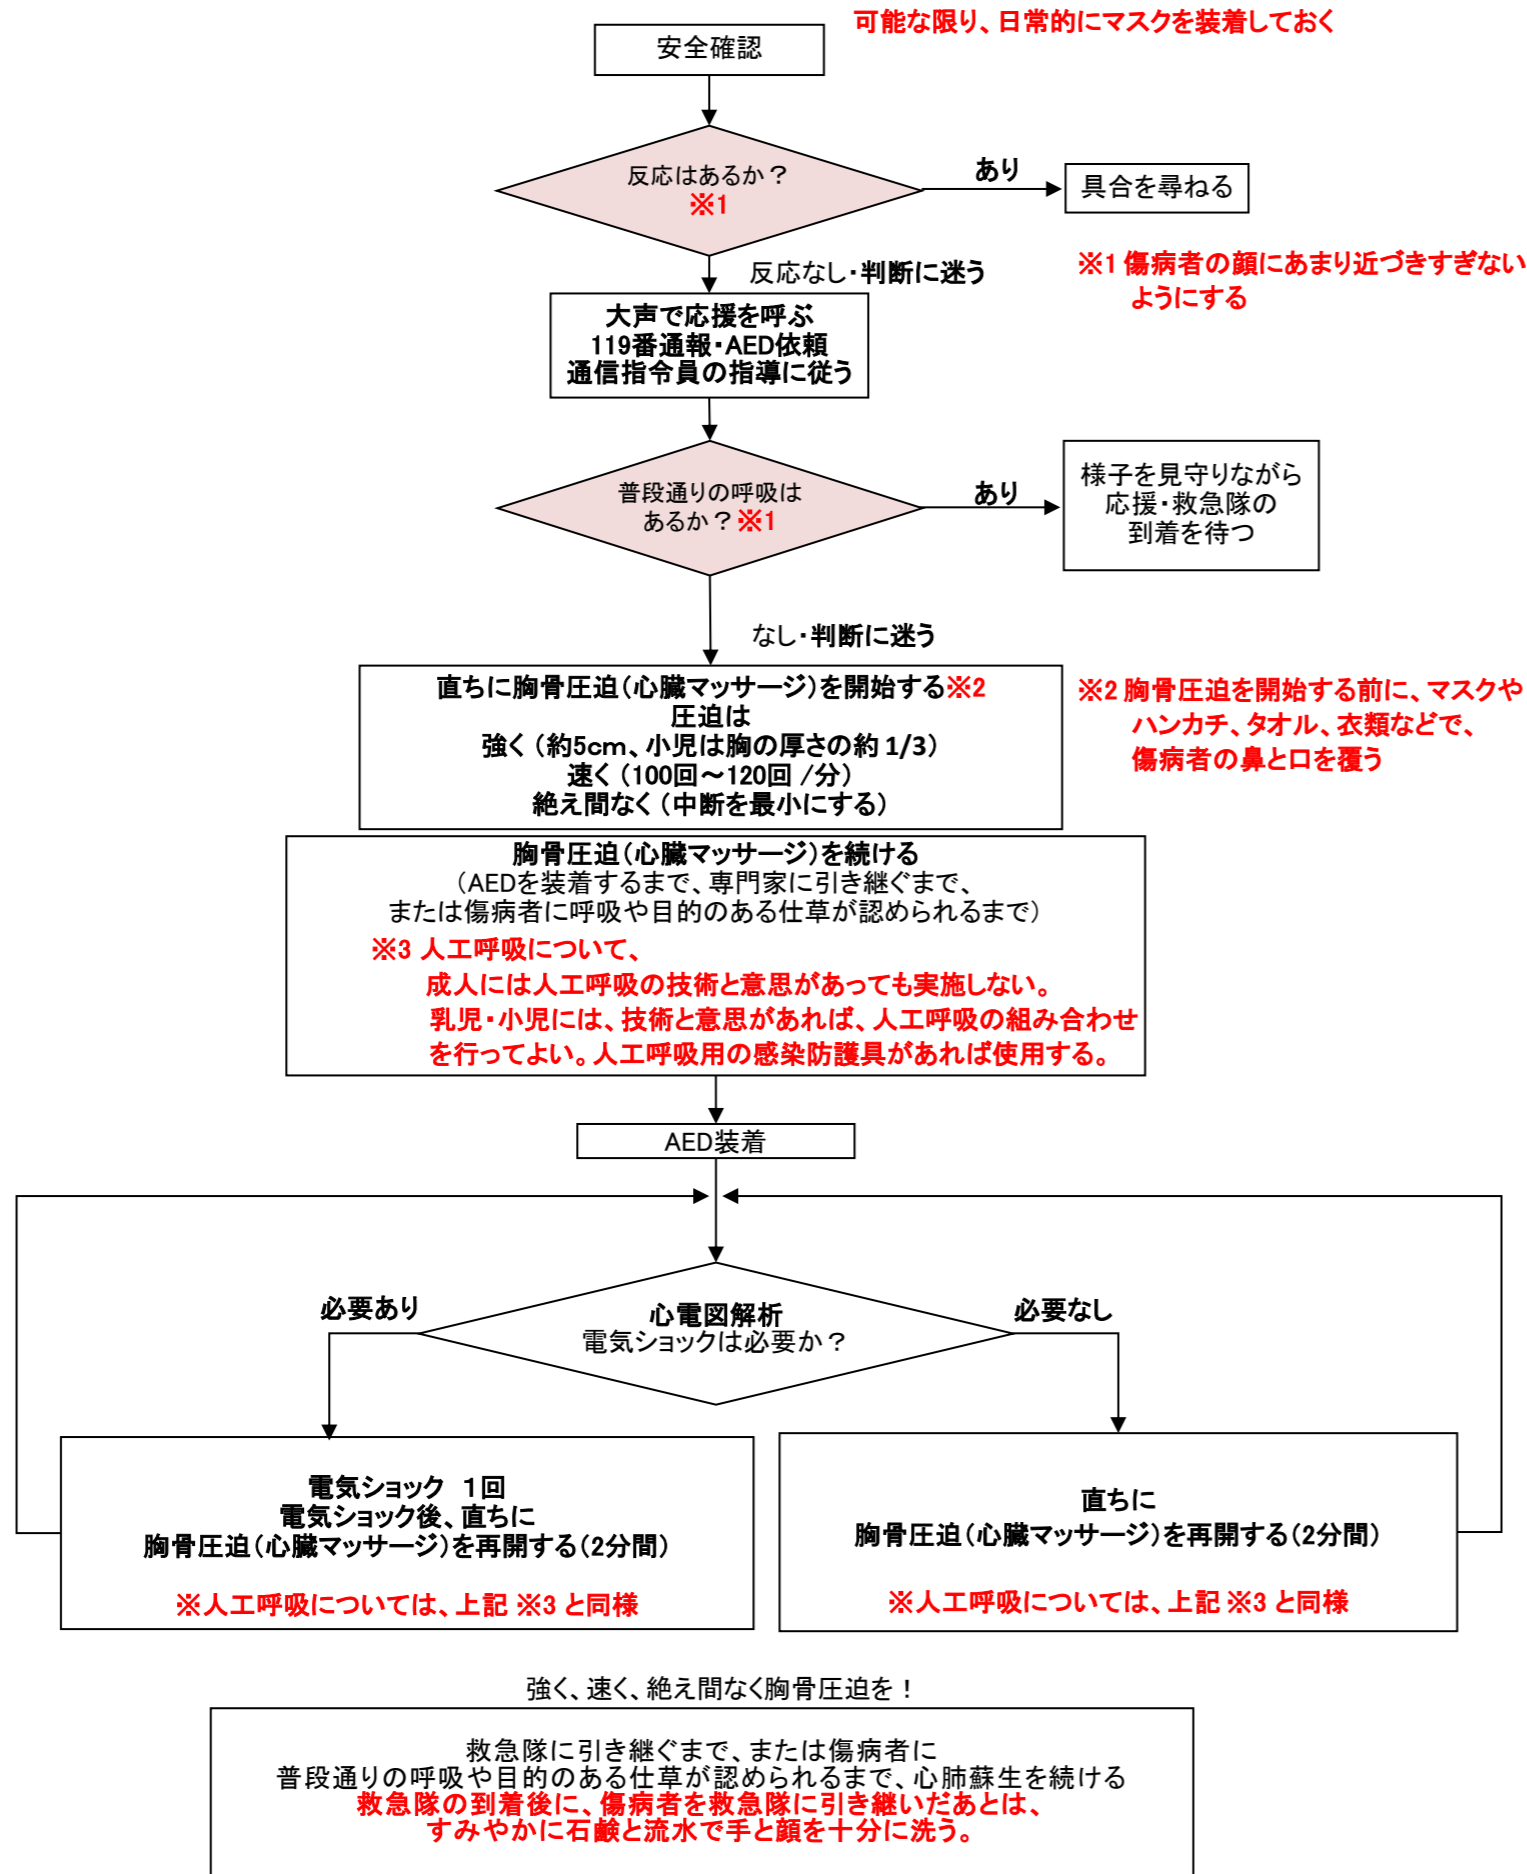 可能な限り、日常的にマスクを装着しておく
安全確認
反応はあるか？
※1
あり
具合を尋ねる
※1 傷病者の顔にあまり近づきすぎない
ようにする
反応なし・判断に迷う
大声で応援を呼ぶ
119番通報・AED依頼
通信指令員の指導に従う
普段通りの呼吸は
あるか？※1
あり
様子を見守りながら
応援・救急隊の
到着を待つ
なし・判断に迷う
直ちに胸骨圧迫（心臓マッサージ）を開始する※2
圧迫は
強く（約5cm、小児は胸の厚さの約 1/3）
速く（100回～120回 /分）
絶え間なく（中断を最小にする）
※2 胸骨圧迫を開始する前に、マスクや
ハンカチ、タオル、衣類などで、
傷病者の鼻と口を覆う
胸骨圧迫（心臓マッサージ）を続ける
（AEDを装着するまで、専門家に引き継ぐまで、
または傷病者に呼吸や目的のある仕草が認められるまで）
※3 人工呼吸について、
成人には人工呼吸の技術と意思があっても実施しない。
乳児・小児には、技術と意思があれば、人工呼吸の組み合わせ
を行ってよい。人工呼吸用の感染防護具があれば使用する。
AED装着
必要あり
心電図解析
電気ショックは必要か？
必要なし
電気ショック　1回
電気ショック後、直ちに
胸骨圧迫（心臓マッサージ）を再開する（2分間）
※人工呼吸については、上記 ※3 と同様
直ちに
胸骨圧迫（心臓マッサージ）を再開する（2分間）
※人工呼吸については、上記 ※3 と同様
強く、速く、絶え間なく胸骨圧迫を！
救急隊に引き継ぐまで、または傷病者に
普段通りの呼吸や目的のある仕草が認められるまで、心肺蘇生を続ける
救急隊の到着後に、傷病者を救急隊に引き継いだあとは、
すみやかに石鹸と流水で手と顔を十分に洗う。